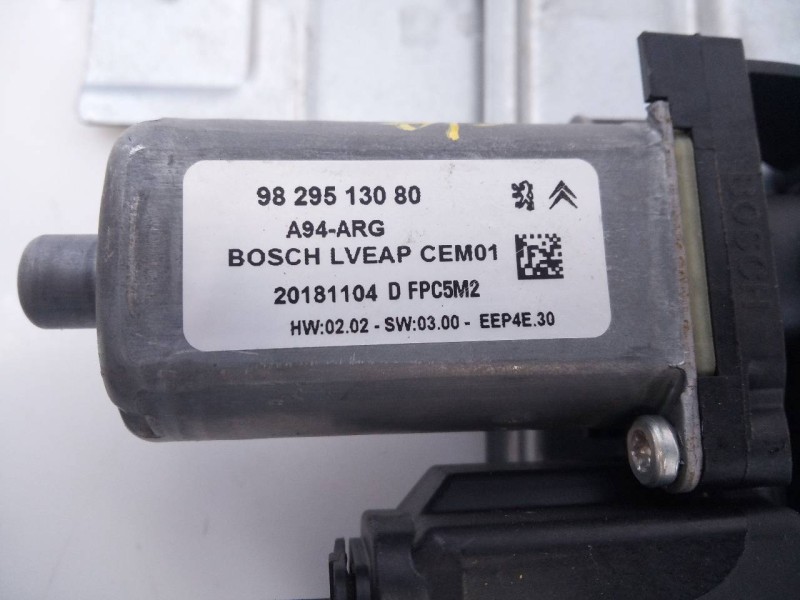 98 295 130 80
A94-ARG
BOSCH LVEAP CEM01
20181104 D FPC5M2
HW:02.02 - SW:03.00 - EEP4E.30
BOSCH